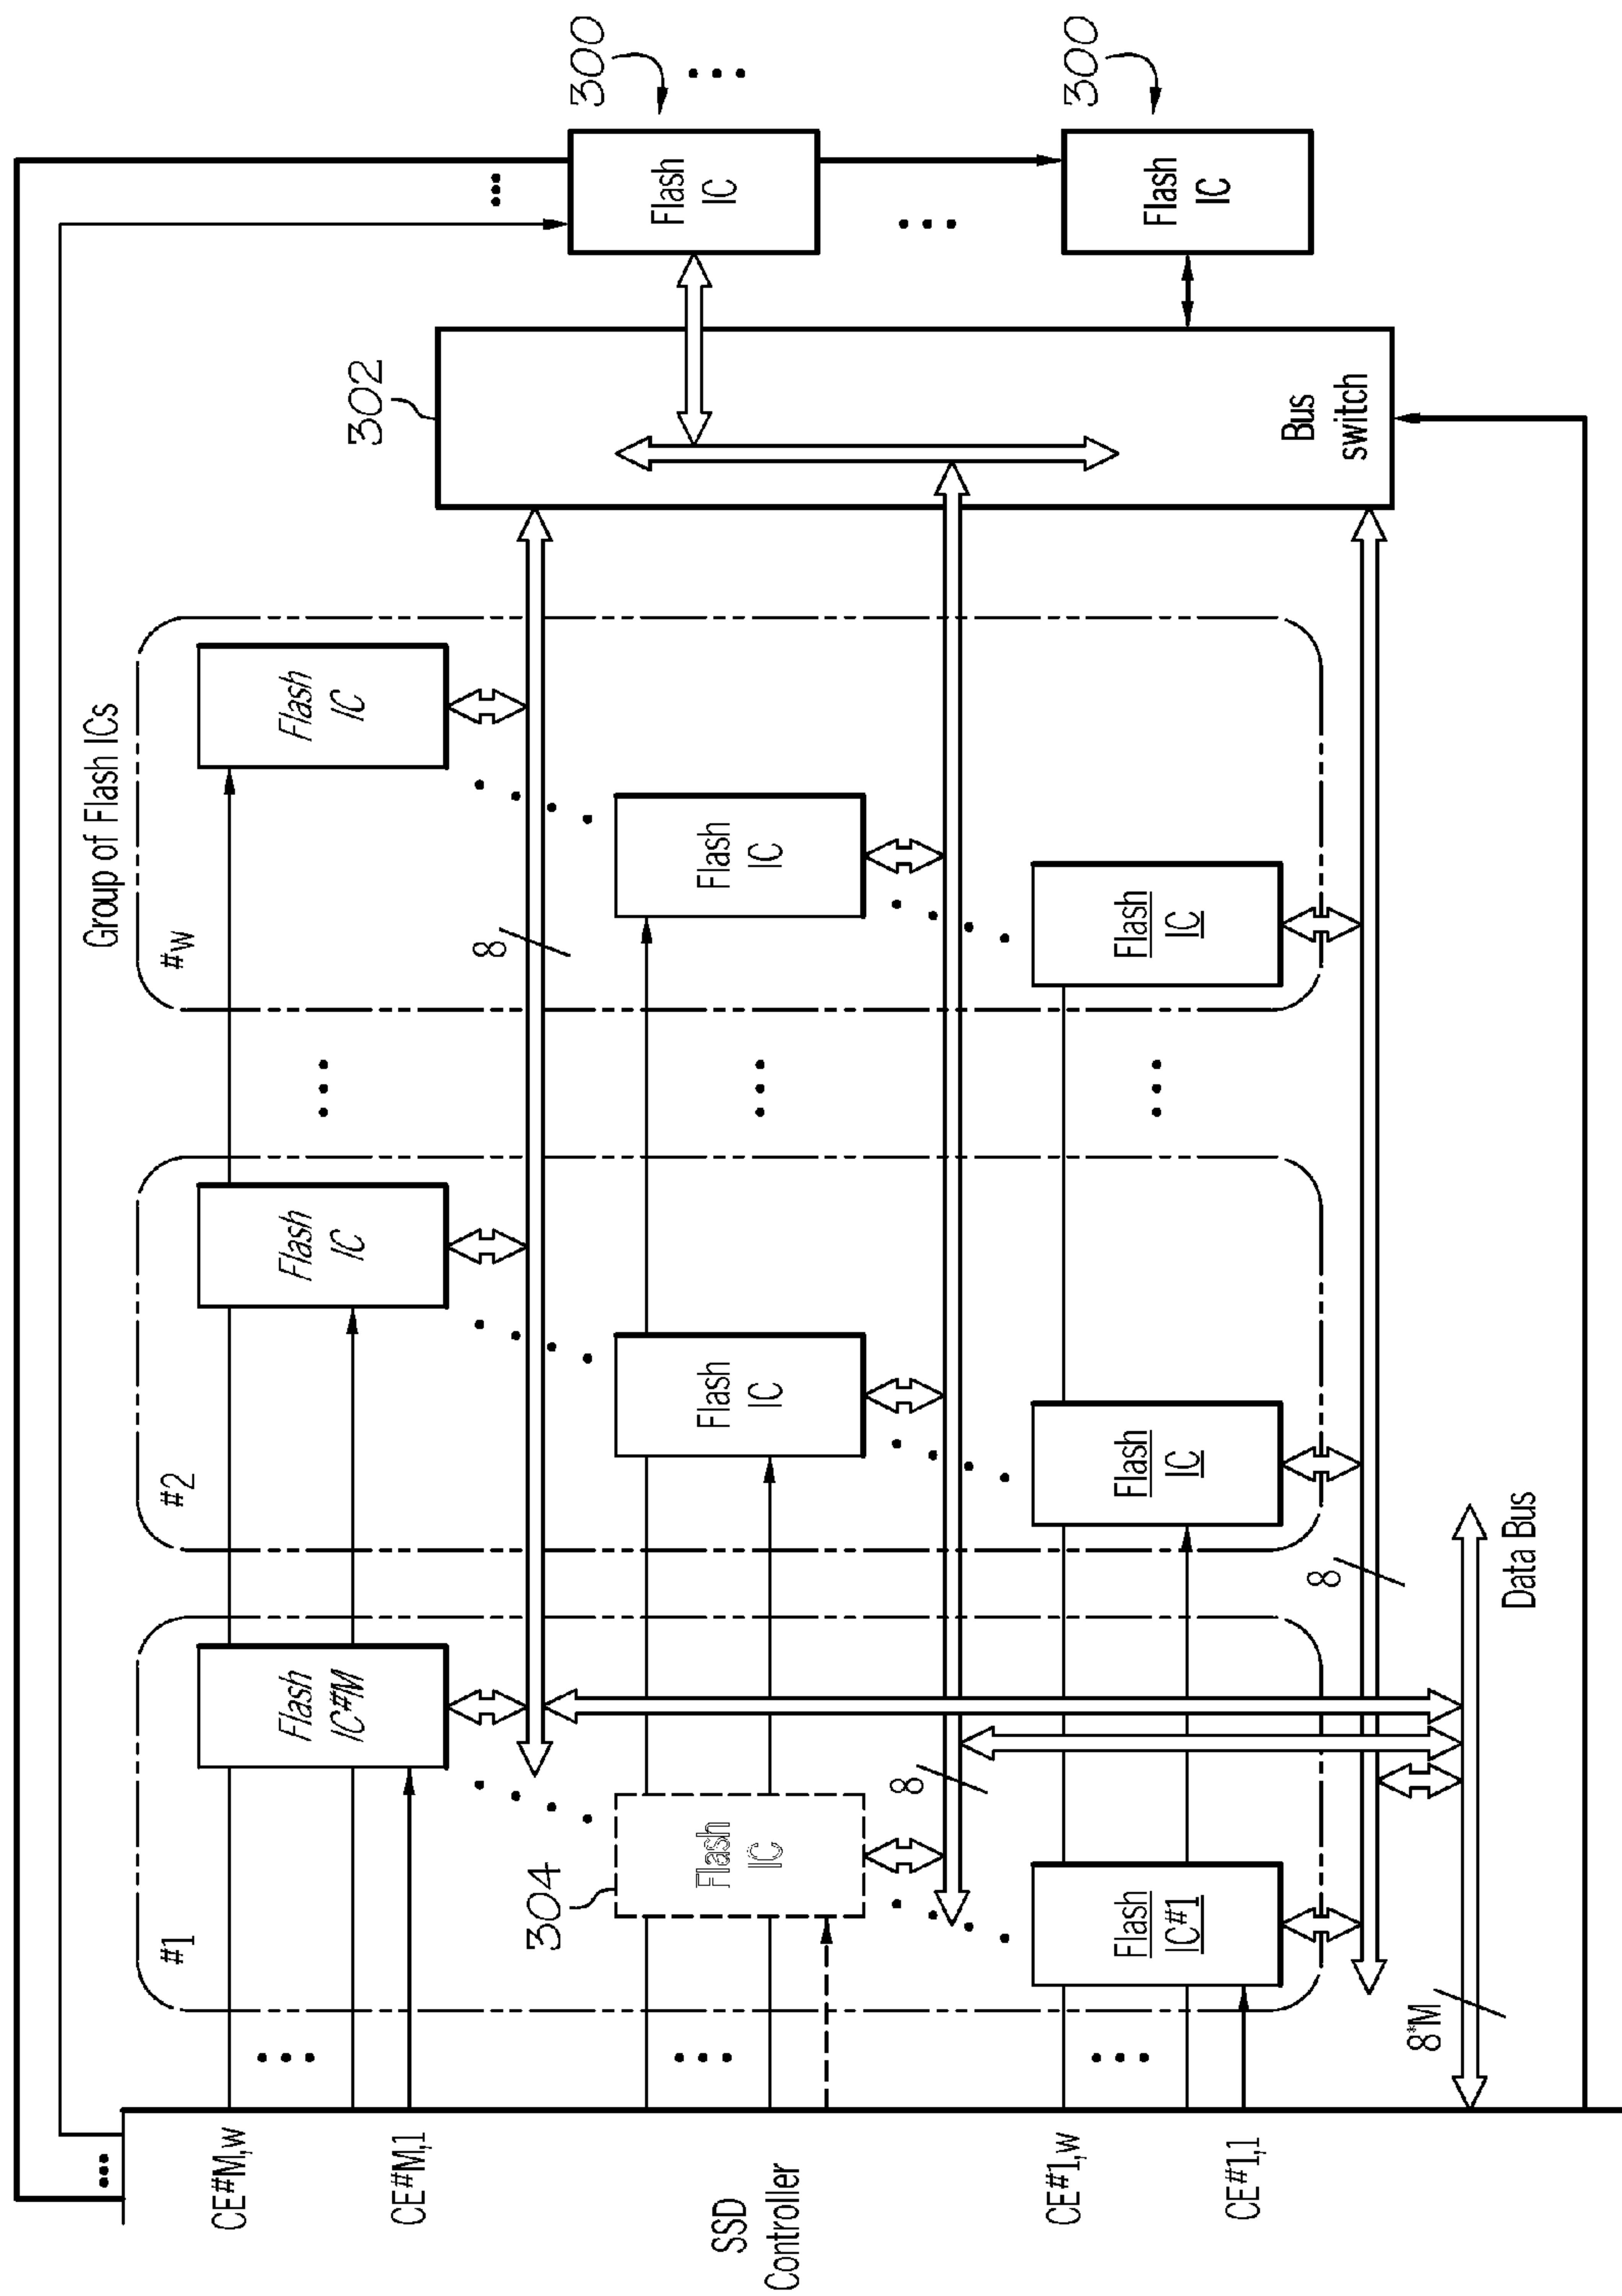 300
300
Flash
IC
Flash
IC
302
Bus
switch
Group of Flash ICs
#w
Flash
IC
8
Flash
IC
Flash
IC
#2
Flash
IC
Flash
IC
Flash
IC
8
Data Bus
#1
Flash
IC#M
304
Flash
IC
8
Flash
IC#1
8*M
CE#M,w
CE#M,1
SSD
Controller
CE#1,w
CE#1,1